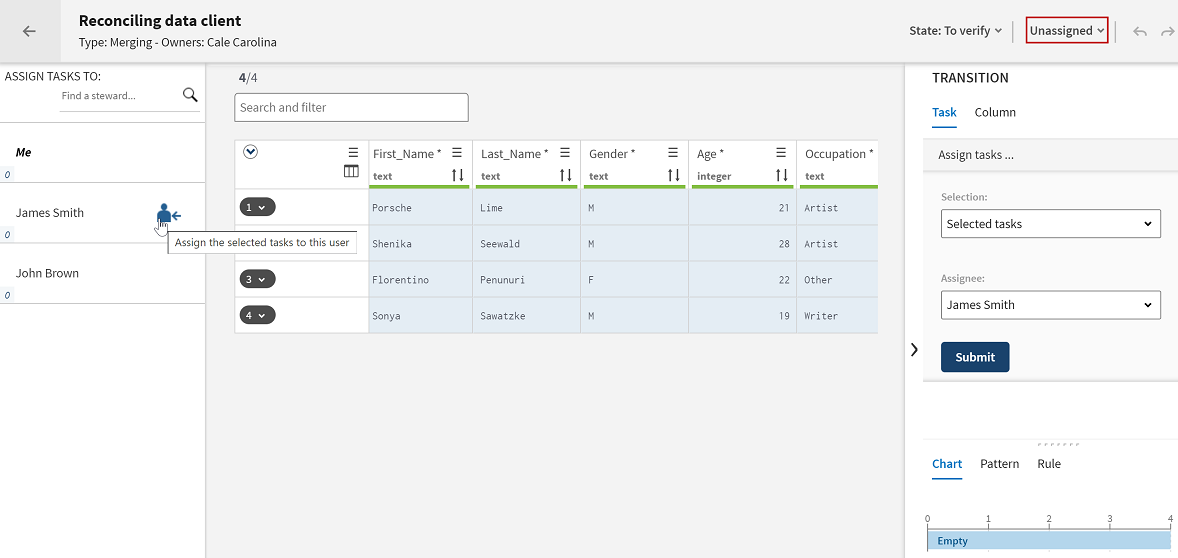 Reconciling data client
Type: Merging - Owners: Cale Carolina
State: To verify
Unassigned
ASSIGN TASKS TO:
Find a steward...
Me
0
James Smith
0
Assign the selected tasks to this user
John Brown
0
4/4
Search and filter
First_Name * Last_Name * Gender * Age * Occupation *
text text text integer text
1 Porsche Lime M 21 Artist
Shenika Seewald M 28 Artist
3 Florentino Penunuri F 22 Other
4 Sonya Sawatzke M 19 Writer
TRANSITION
Task Column
Assign tasks ...
Selection:
Selected tasks
Assignee:
James Smith
Submit
Chart Pattern Rule
0 1 2 3 4
Empty